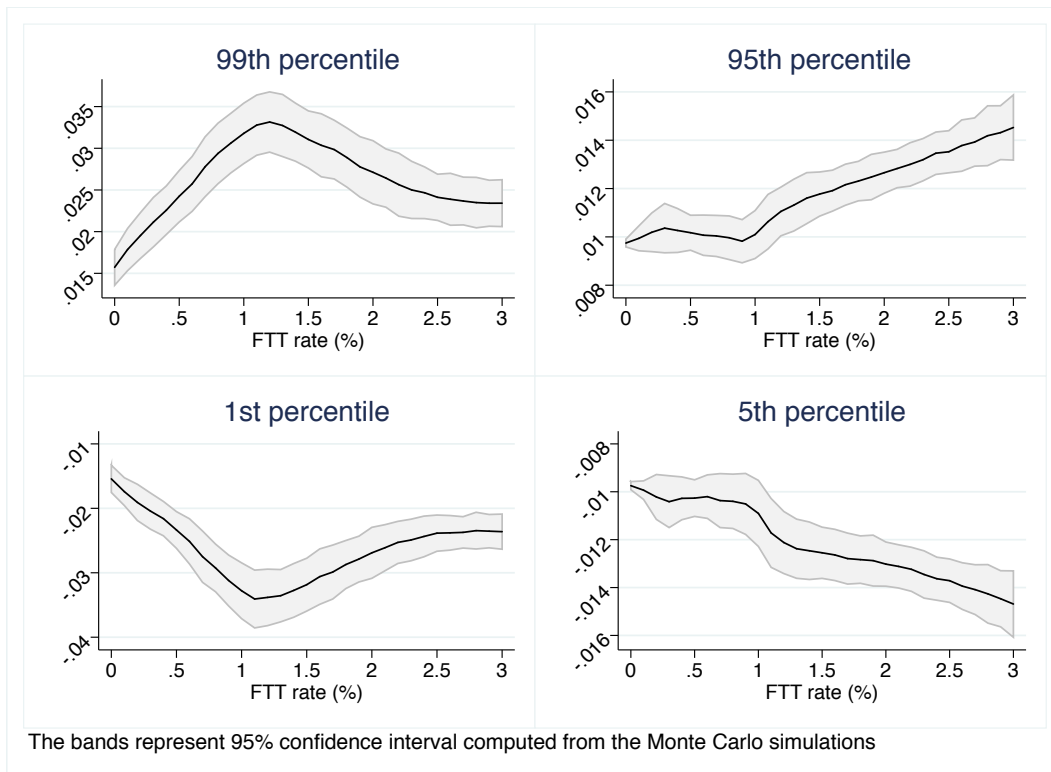 99th percentile
.035
.03
.025
.02
.015
0 .5 1 1.5 2 2.5 3
FTT rate (%)
95th percentile
.016
.014
.012
.01
.008
0 .5 1 1.5 2 2.5 3
FTT rate (%)
1st percentile
-.01
-.02
-.03
-.04
0 .5 1 1.5 2 2.5 3
FTT rate (%)
5th percentile
-.008
-.01
-.012
-.014
-.016
0 .5 1 1.5 2 2.5 3
FTT rate (%)
The bands represent 95% confidence interval computed from the Monte Carlo simulations